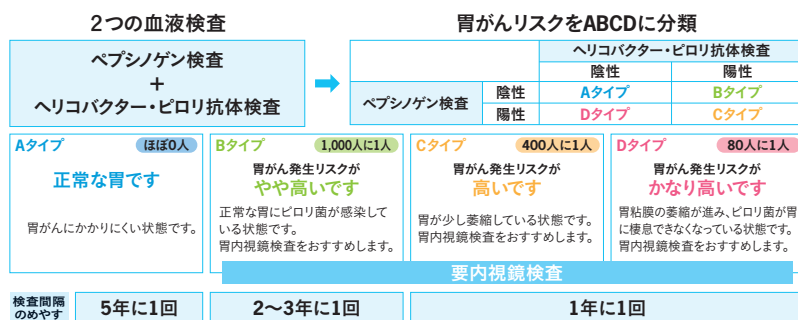 2つの血液検査
ペプシノゲン検査
+
ヘリコバクター・ピロリ抗体検査
胃がんリスクをABCDに分類
ヘリコバクター・ピロリ抗体検査
陰性 陽性
ペプシノゲン検査
陰性 Aタイプ Bタイプ
陽性 Dタイプ Cタイプ
Aタイプ ほぼ0人
正常な胃です
胃がんにかかりにくい状態です。
Bタイプ 1,000人に1人
胃がん発生リスクが
やや高いです
正常な胃にピロリ菌が感染して
いる状態です。
胃内視鏡検査をおすすめします。
Cタイプ 400人に1人
胃がん発生リスクが
高いです
胃が少し萎縮している状態です。
胃内視鏡検査をおすすめします。
Dタイプ 80人に1人
胃がん発生リスクが
かなり高いです
胃粘膜の萎縮が進み、ピロリ菌が胃
に棲息できなくなっている状態です。
胃内視鏡検査をおすすめします。
要内視鏡検査
検査間隔
のめやす
5年に1回
2〜3年に1回
1年に1回